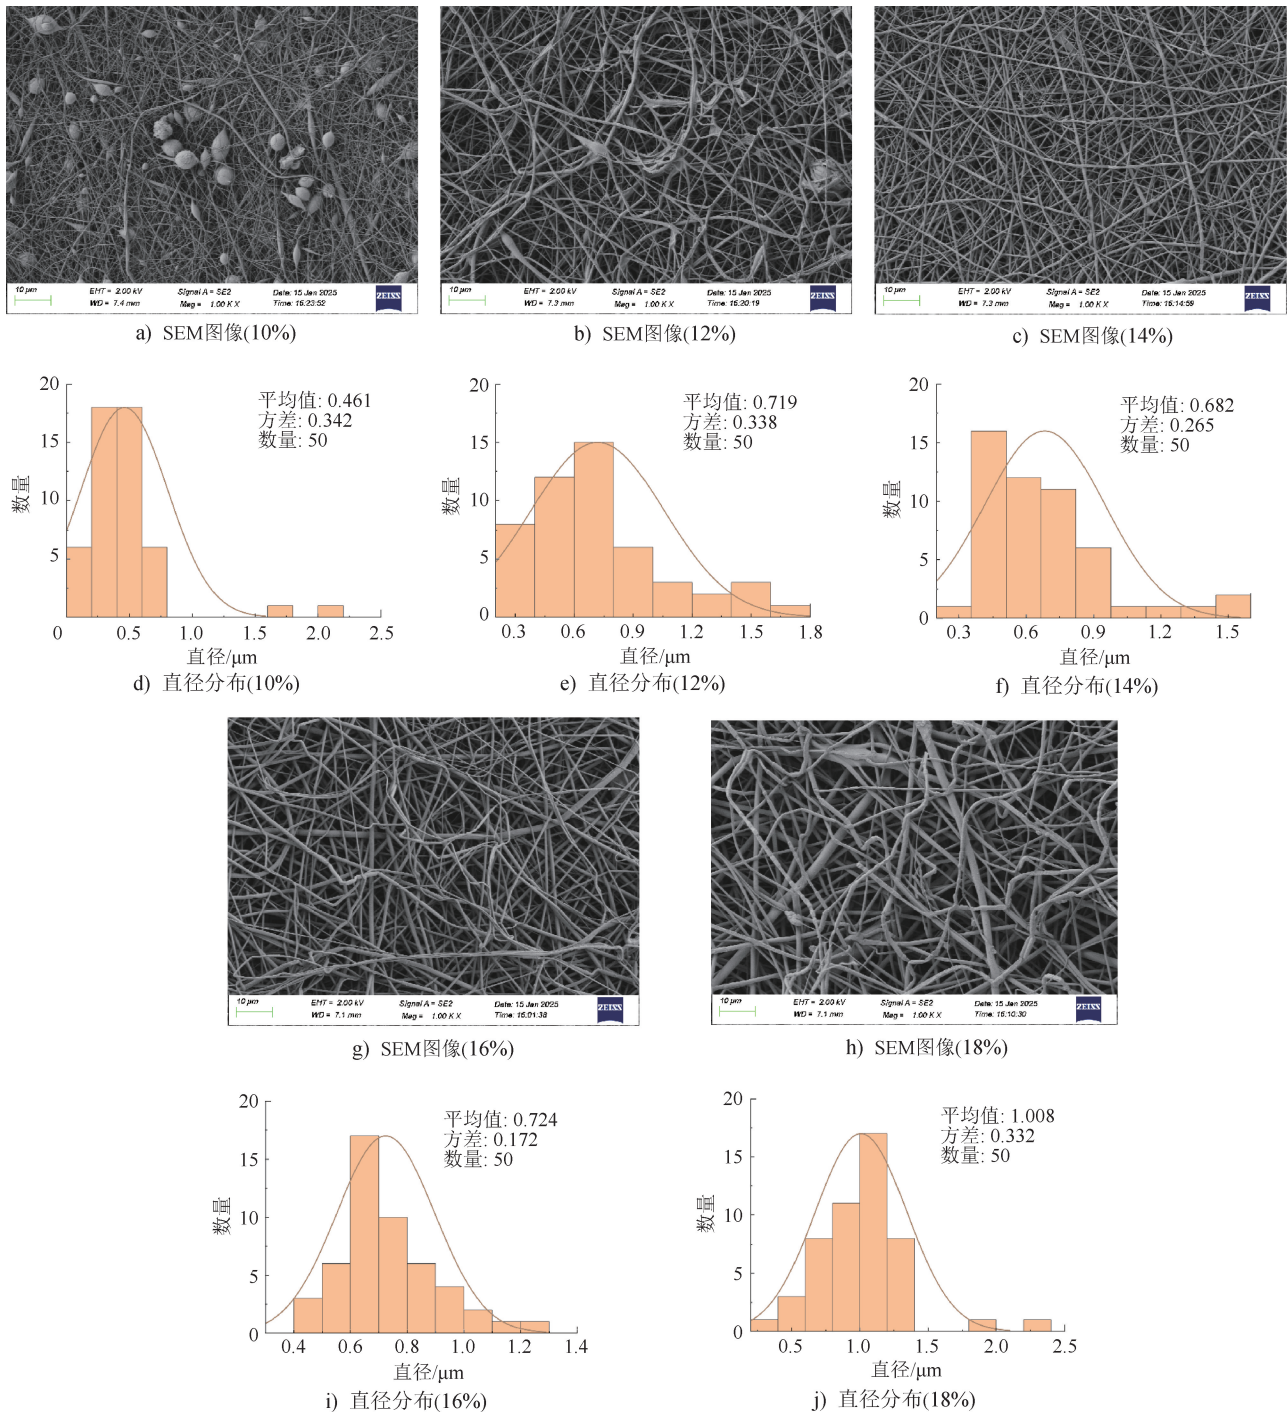 10 μm
EHT = 2.00 kV
Signal A = SE2
Date: 15 Jan 2025
WD = 7.4 mm
Mag = 1.00 K X
Time: 16:23:52
ZEISS
10 μm
EHT = 2.00 kV
Signal A = SE2
Date: 15 Jan 2025
WD = 7.3 mm
Mag = 1.00 K X
Time: 16:20:19
ZEISS
10 μm
EHT = 2.00 kV
Signal A = SE2
Date: 15 Jan 2025
WD = 7.3 mm
Mag = 1.00 K X
Time: 16:14:59
ZEISS
a) SEM图像(10%)
b) SEM图像(12%)
c) SEM图像(14%)
平均值: 0.461
方差: 0.342
数量: 50
数量
20
15
10
5
0
0.5
1.0
1.5
2.0
2.5
直径/μm
d) 直径分布(10%)
平均值: 0.719
方差: 0.338
数量: 50
数量
20
15
10
5
0
0.3
0.6
0.9
1.2
1.5
1.8
直径/μm
e) 直径分布(12%)
平均值: 0.682
方差: 0.265
数量: 50
数量
20
15
10
5
0
0.3
0.6
0.9
1.2
1.5
直径/μm
f) 直径分布(14%)
10 μm
EHT = 2.00 kV
Signal A = SE2
Date: 15 Jan 2025
WD = 7.1 mm
Mag = 1.00 K X
Time: 16:01:38
ZEISS
10 μm
EHT = 2.00 kV
Signal A = SE2
Date: 15 Jan 2025
WD = 7.1 mm
Mag = 1.00 K X
Time: 16:10:30
ZEISS
g) SEM图像(16%)
h) SEM图像(18%)
平均值: 0.724
方差: 0.172
数量: 50
数量
20
15
10
5
0
0.4
0.6
0.8
1.0
1.2
1.4
直径/μm
i) 直径分布(16%)
平均值: 1.008
方差: 0.332
数量: 50
数量
20
15
10
5
0
0.5
1.0
1.5
2.0
2.5
直径/μm
j) 直径分布(18%)